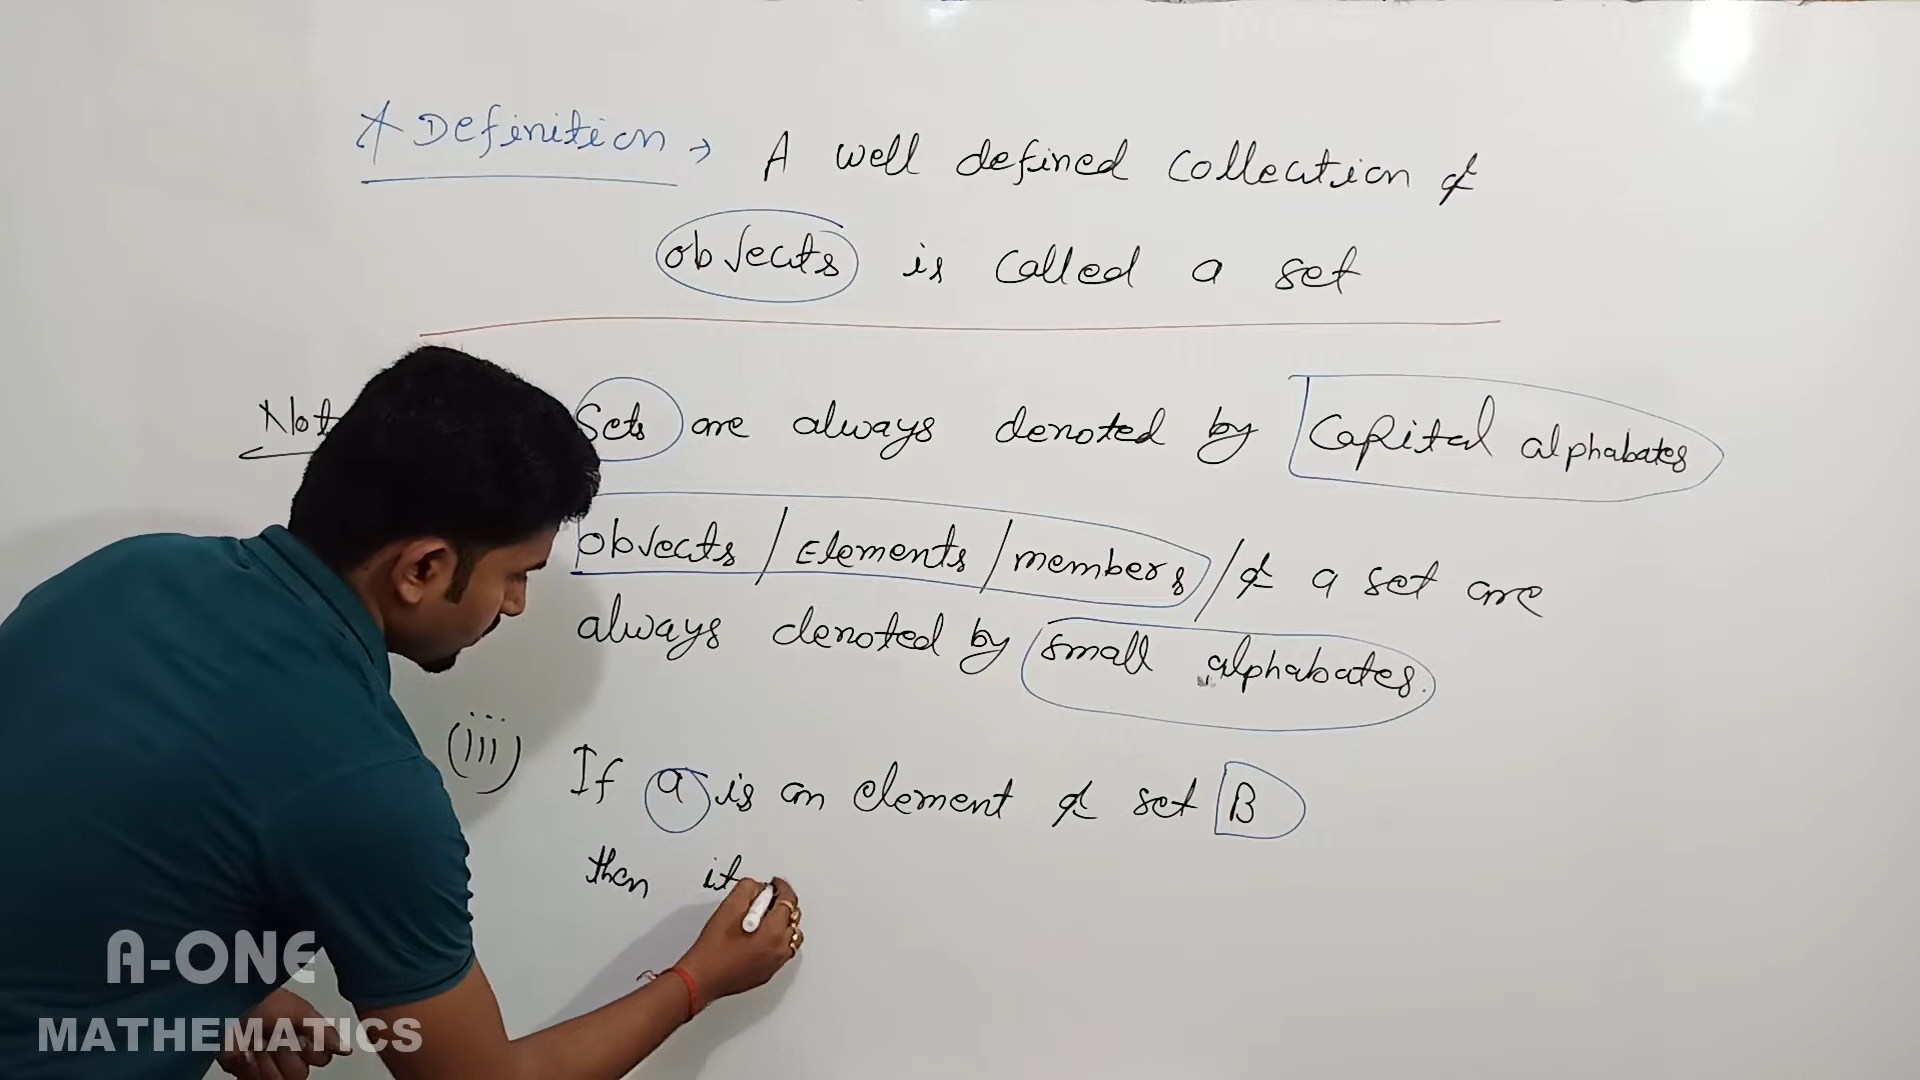 Definition → A well defined collection of
objects is called a set
Not
Sets are always denoted by Capital alphabates
objects / Elements / members / of a set are
always denoted by small alphabates.
(iii) If a is an element of set B
then it
A-ONE
MATHEMATICS